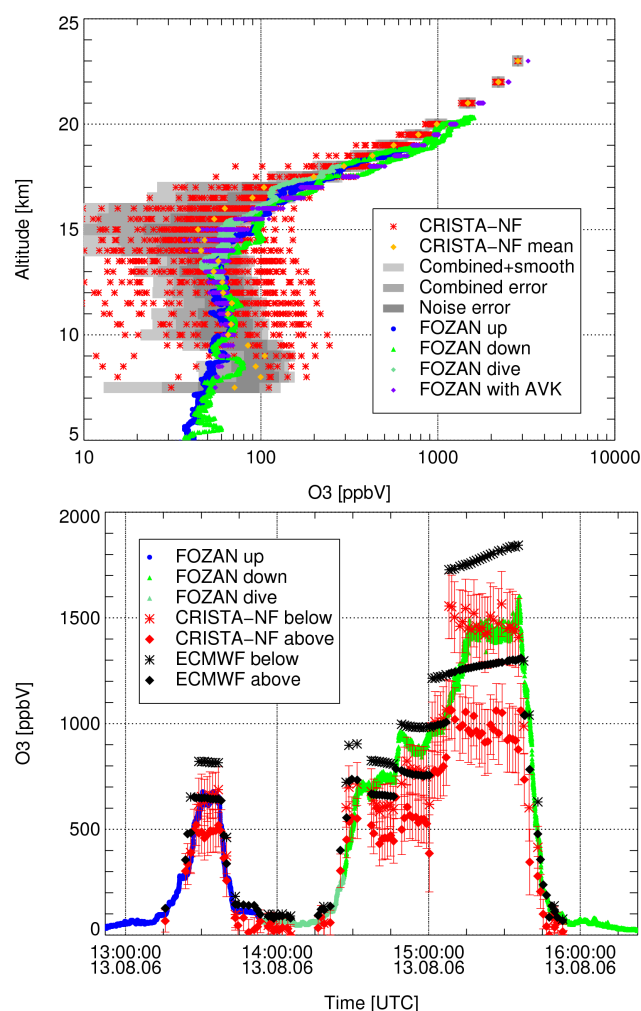 25
20
15
10
5
Altitude [km]
CRISTA-NF
CRISTA-NF mean
Combined+smooth
Combined error
Noise error
FOZAN up
FOZAN down
FOZAN dive
FOZAN with AVK
10 100 1000 10000
O3 [ppbV]
2000
1500
1000
500
0
O3 [ppbV]
FOZAN up
FOZAN down
FOZAN dive
CRISTA-NF below
CRISTA-NF above
ECMWF below
ECMWF above
13:00:00 14:00:00 15:00:00 16:00:00
13.08.06 13.08.06 13.08.06 13.08.06
Time [UTC]